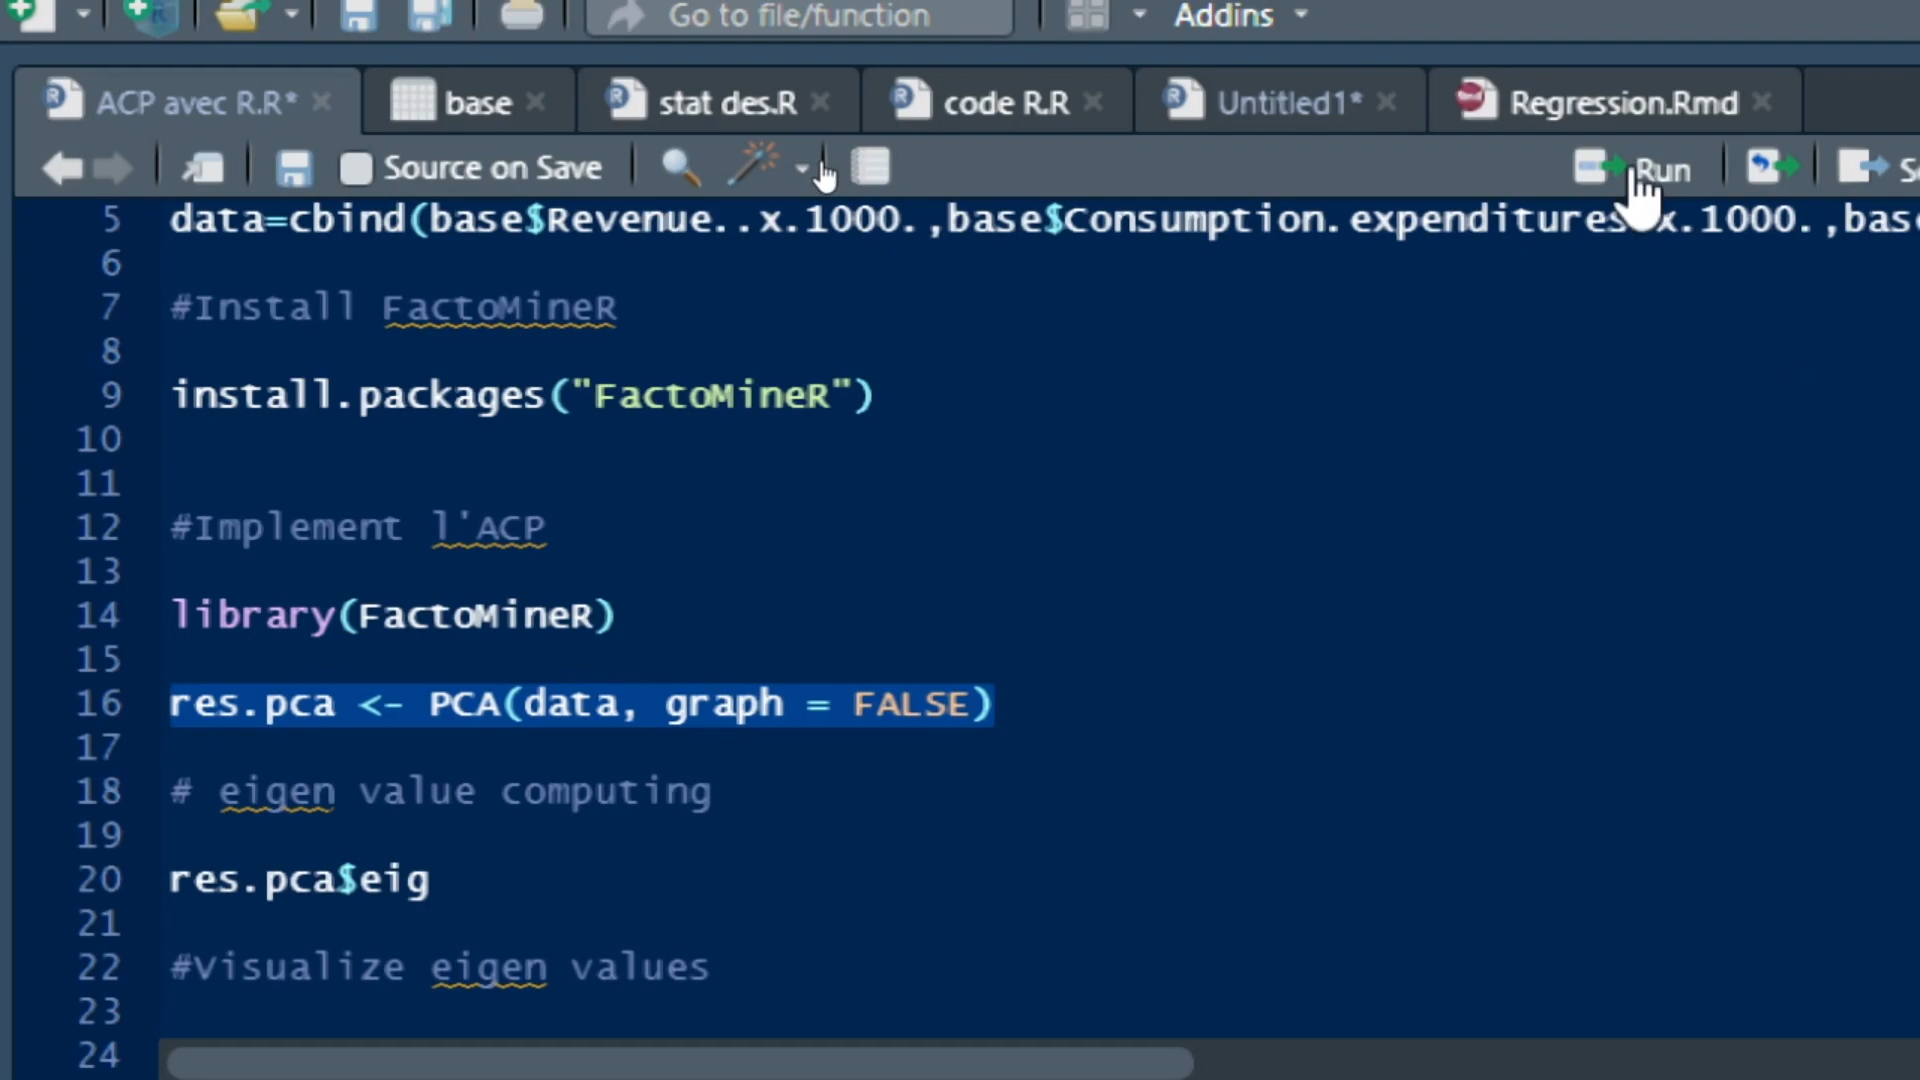 Go to file/function Addins
ACP avec R.R* base stat des.R code R.R Untitled1* Regression.Rmd
Source on Save Run
5 data=cbind(base$Revenue..x.1000.,base$Consumption.expenditures x.1000.,bas
6
7 #Install FactoMineR
8
9 install.packages("FactoMineR")
10
11
12 #Implement l'ACP
13
14 library(FactoMineR)
15
16 res.pca <- PCA(data, graph = FALSE)
17
18 # eigen value computing
19
20 res.pca$eig
21
22 #Visualize eigen values
23
24